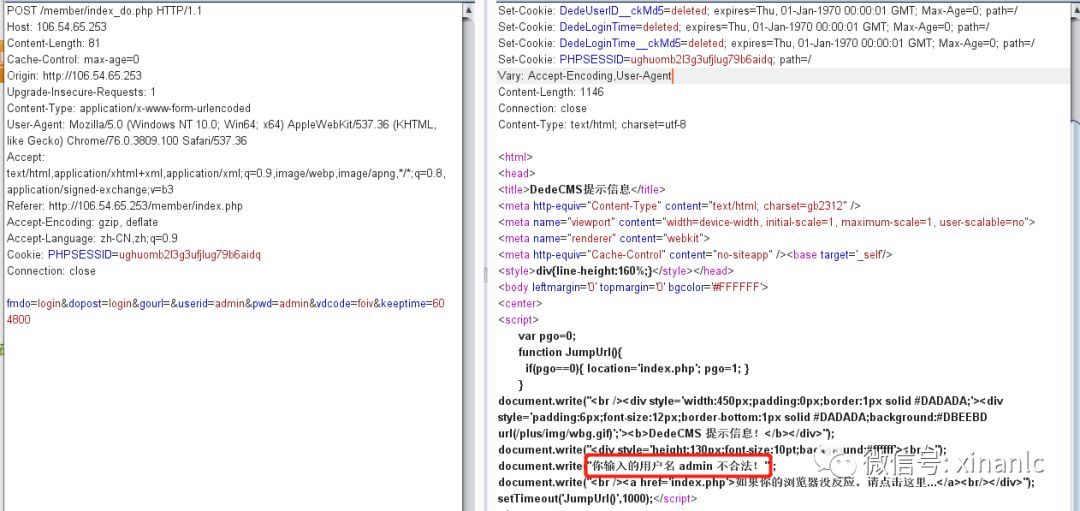 POST /member/index_do.php HTTP/1.1
Host: 106.54.65.253
Content-Length: 81
Cache-Control: max-age=0
Origin: http://106.54.65.253
Upgrade-Insecure-Requests: 1
Content-Type: application/x-www-form-urlencoded
User-Agent: Mozilla/5.0 (Windows NT 10.0; Win64; x64) AppleWebKit/537.36 (KHTML,
like Gecko) Chrome/76.0.3809.100 Safari/537.36
Accept:
text/html,application/xhtml+xml,application/xml;q=0.9,image/webp,image/apng,*/*;q=0.8,
application/signed-exchange;v=b3
Referer: http://106.54.65.253/member/index.php
Accept-Encoding: gzip, deflate
Accept-Language: zh-CN,zh;q=0.9
Cookie: PHPSESSID=ughuomb2l3g3ufjlug79b6aidq
Connection: close
fmdo=login&dopost=login&gourl=&userid=admin&pwd=admin&vdcode=foiv&keeptime=60
4800
Set-Cookie: DedeUserID__ckMd5=deleted; expires=Thu, 01-Jan-1970 00:00:01 GMT; Max-Age=0; path=/
Set-Cookie: DedeLoginTime=deleted; expires=Thu, 01-Jan-1970 00:00:01 GMT; Max-Age=0; path=/
Set-Cookie: DedeLoginTime__ckMd5=deleted; expires=Thu, 01-Jan-1970 00:00:01 GMT; Max-Age=0; path=/
Set-Cookie: PHPSESSID=ughuomb2l3g3ufjlug79b6aidq; path=/
Vary: Accept-Encoding,User-Agent
Content-Length: 1146
Connection: close
Content-Type: text/html; charset=utf-8
<html>
<head>
<title>DedeCMS提示信息</title>
<meta http-equiv="Content-Type" content="text/html; charset=gb2312" />
<meta name="viewport" content="width=device-width, initial-scale=1, maximum-scale=1, user-scalable=no">
<meta name="renderer" content="webkit">
<meta http-equiv="Cache-Control" content="no-siteapp" /><base target='_self'/>
<style>div{line-height:160%;}</style></head>
<body leftmargin='0' topmargin='0' bgcolor='#FFFFFF'>
<center>
<script>
var pgo=0;
function JumpUrl(){
if(pgo==0){ location='index.php'; pgo=1; }
}
document.write("<br /><div style='width:450px;padding:0px;border:1px solid #DADADA;'><div
style='padding:6px;font-size:12px;border-bottom:1px solid #DADADA;background:#DBEEBD
url(/plus/img/wbg.gif)';'><b>DedeCMS 提示信息！</b></div>");
document.write("<div style='height:130px;font-size:10pt;background:#ffffff'><br />");
document.write("你输入的用户名 admin 不合法！");
document.write("<br /><a href='index.php'>如果你的浏览器没反应，请点击这里...</a><br/></div>");
setTimeout('JumpUrl()',1000);</script>
微信号: xinanlc